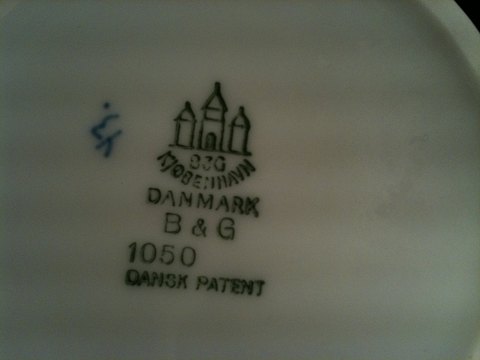 B&G
KJØBENHAVN
DANMARK
B & G
1050
DANSK PATENT